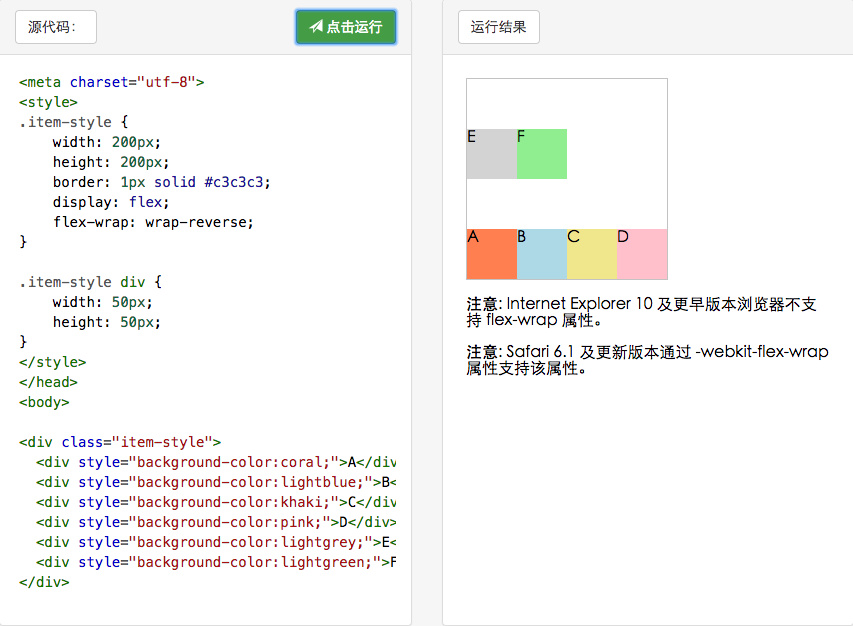 源代码：
点击运行
<meta charset="utf-8">
<style>
.item-style {
    width: 200px;
    height: 200px;
    border: 1px solid #c3c3c3;
    display: flex;
    flex-wrap: wrap-reverse;
}

.item-style div {
    width: 50px;
    height: 50px;
}
</style>
</head>
<body>

<div class="item-style">
  <div style="background-color:coral;">A</div
  <div style="background-color:lightblue;">B<
  <div style="background-color:khaki;">C</div
  <div style="background-color:pink;">D</div>
  <div style="background-color:lightgrey;">E<
  <div style="background-color:lightgreen;">F
</div>
运行结果
E F
A B C D
注意: Internet Explorer 10 及更早版本浏览器不支
持 flex-wrap 属性。
注意: Safari 6.1 及更新版本通过 -webkit-flex-wrap
属性支持该属性。